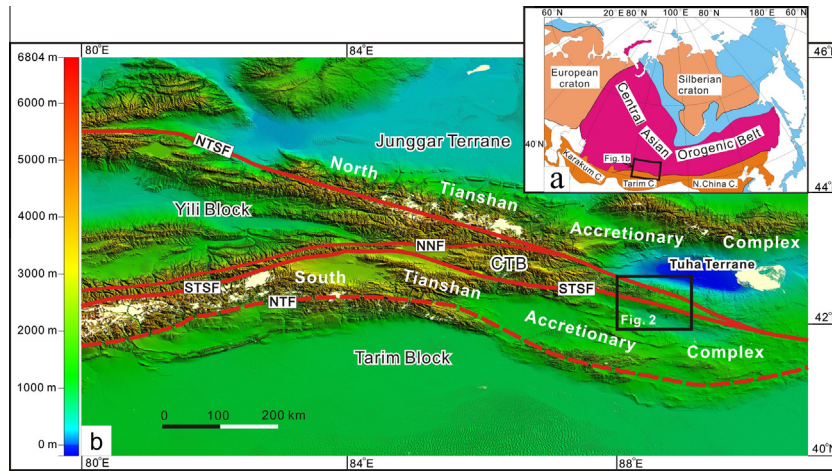 80°E
84°E
60°N
20°E
80°N
100°E
120°E
180°E
60°N
European
craton
Silberian
craton
Central Asian Orogenic Belt
40°N
Karakum C.
Fig.1b
Tarim C.
N.China C.
a
6804 m
6000 m
5000 m
4000 m
3000 m
2000 m
1000 m
0 m
44°N
42°N
40°N
NTSF
Junggar Terrane
North Tianshan Accretionary Complex
Yili Block
NNF
CTB
Tuha Terrane
STSF
South Tianshan Accretionary Complex
STSF
NTF
Fig. 2
Tarim Block
0 100 200 km
b
80°E
84°E
88°E